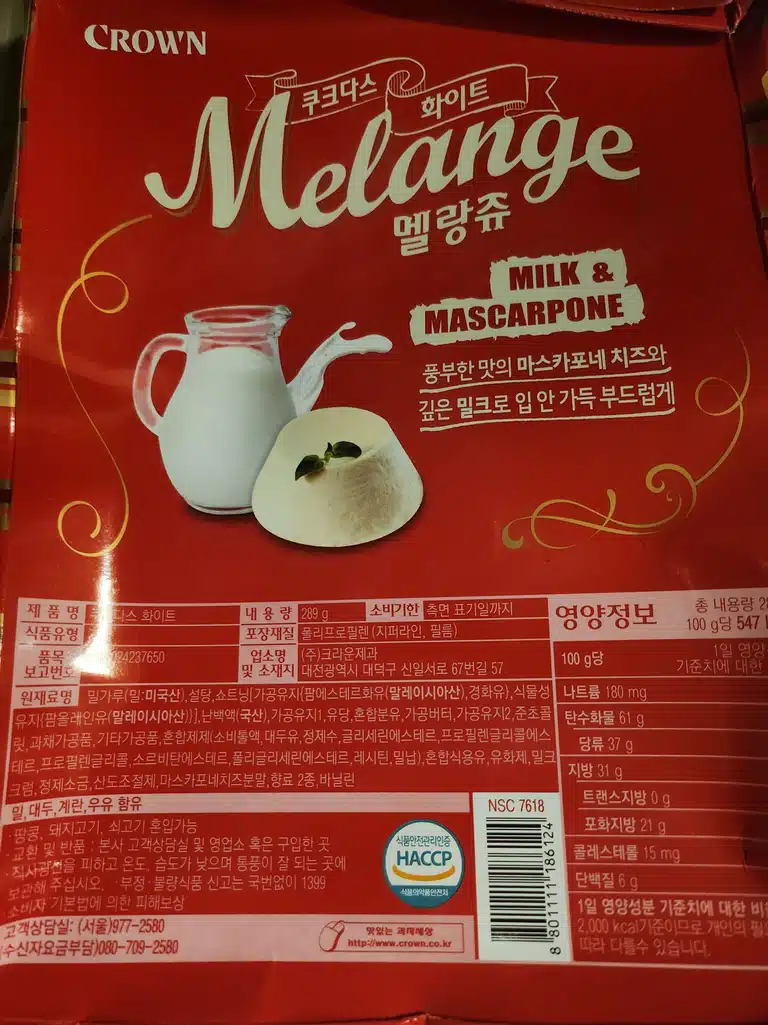 CROWN
쿠크다스 화이트
Melange
멜랑쥬
MILK &
MASCARPONE
풍부한 맛의 마스카포네 치즈와
깊은 밀크로 입 안 가득 부드럽게
제 품 명 다스 화이트 내 용 량 289 g 소비기한 측면 표기일까지
식품유형 포장재질 폴리프로필렌 (지퍼라인, 필름)
품목 보고번호 024237650 업소명 및 소재지 (주)크라운제과
대전광역시 대덕구 신일서로 67번길 57
원재료명 밀가루(밀:미국산),설탕,쇼트닝{가공유지[팜에스테르화유(말레이시아산),경화유),식물성
유지{팜올레인유(말레이시아산)}],난백액(국산),가공유지1,유당,혼합분유,가공버터,가공유지2,준초콜
릿,과채가공품,기타가공품,혼합제제(소비톨액,대두유,정제수,글리세린에스테르,프로필렌글리콜에스
테르,프로필렌글리콜,소르비탄에스테르,폴리글리세린에스테르,레시틴,밀납),혼합식용유,유화제,밀크
크럼,정제소금,산도조절제,마스카포네치즈분말,향료 2종,바닐린
밀,대두,계란,우유 함유
·땅콩, 돼지고기, 쇠고기 혼입가능
·교환 및 반품 : 본사 고객상담실 및 영업소 혹은 구입한 곳
·직사광선을 피하고 온도, 습도가 낮으며 통풍이 잘 되는 곳에
보관해 주십시오. ·부정·불량식품 신고는 국번없이 1399
소비자 기본법에 의한 피해보상
고객상담실: (서울)977-2580
(수신자요금부담)080-709-2580
식품안전관리인증
HACCP
식품의약품안전처
맛있는 과자세상
http://www.crown.co.kr
NSC 7618
8 801111 186124
영양정보 총 내용량
100 g당 547
100 g당 1일 영양
기준치에 대한
나트륨 180 mg
탄수화물 61 g
당류 37 g
지방 31 g
트랜스지방 0 g
포화지방 21 g
콜레스테롤 15 mg
단백질 6 g
1일 영양성분 기준치에 대한
2,000 kcal기준이므로 개인의
따라 다를수 있습니다.